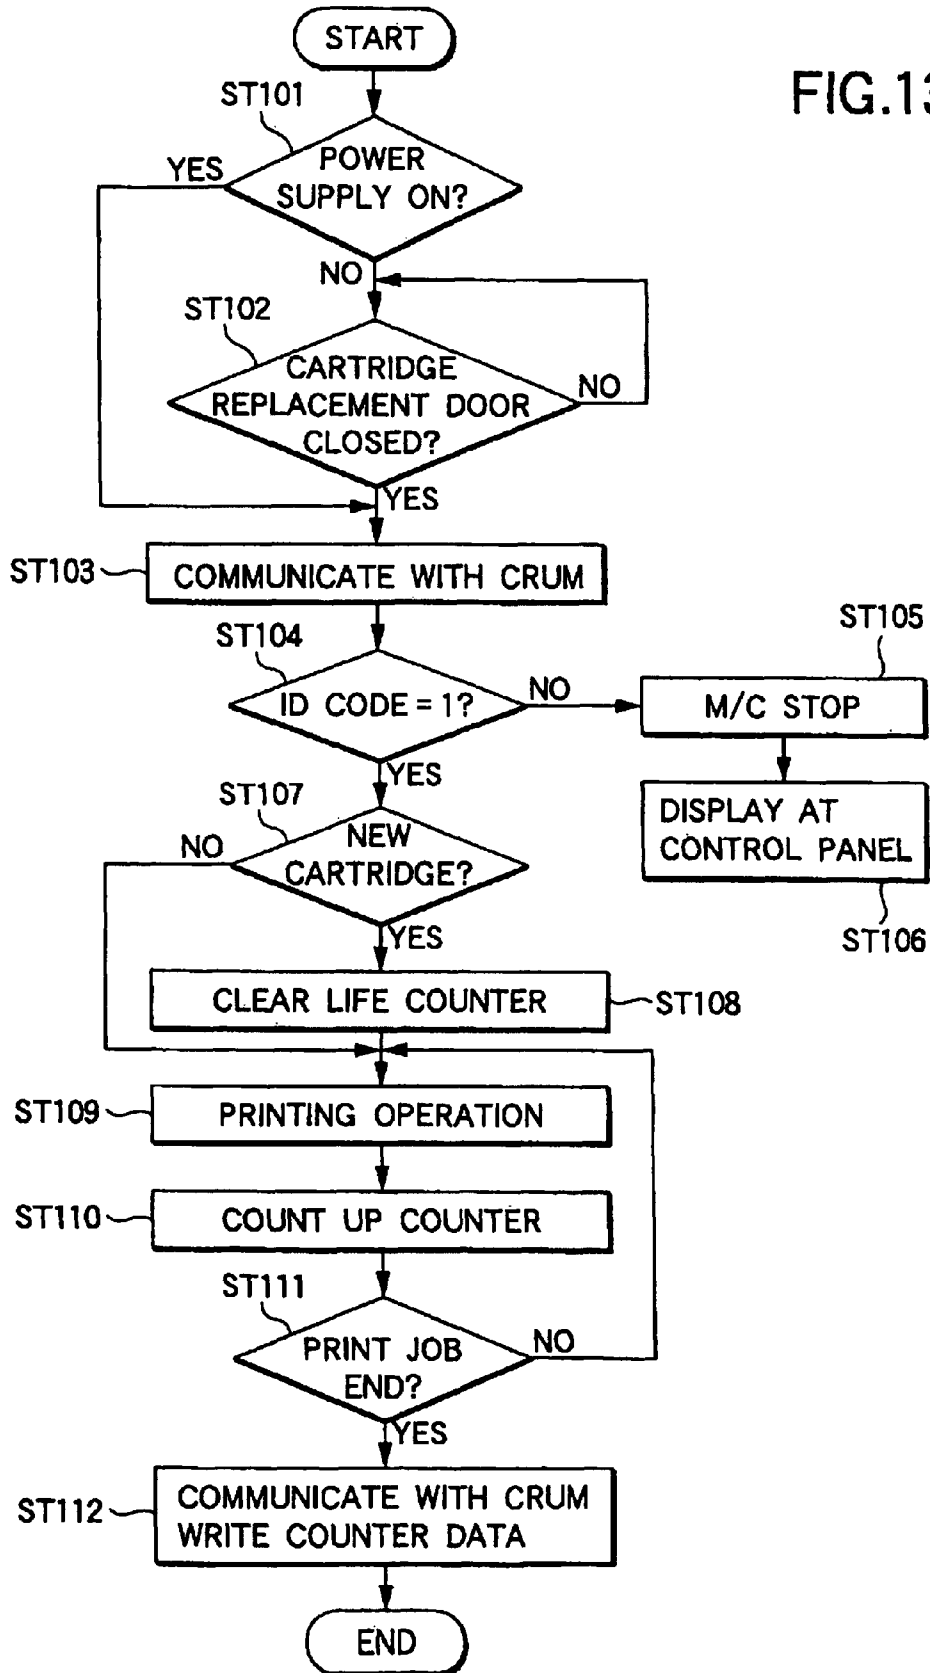 START
FIG.13
ST101
POWER
SUPPLY ON?
YES
NO
ST102
CARTRIDGE
REPLACEMENT DOOR
CLOSED?
NO
YES
ST103
COMMUNICATE WITH CRUM
ST104
ID CODE = 1?
NO
ST105
M/C STOP
YES
DISPLAY AT
CONTROL PANEL
ST106
ST107
NEW
CARTRIDGE?
NO
YES
CLEAR LIFE COUNTER
ST108
ST109
PRINTING OPERATION
ST110
COUNT UP COUNTER
ST111
PRINT JOB
END?
NO
YES
ST112
COMMUNICATE WITH CRUM
WRITE COUNTER DATA
END